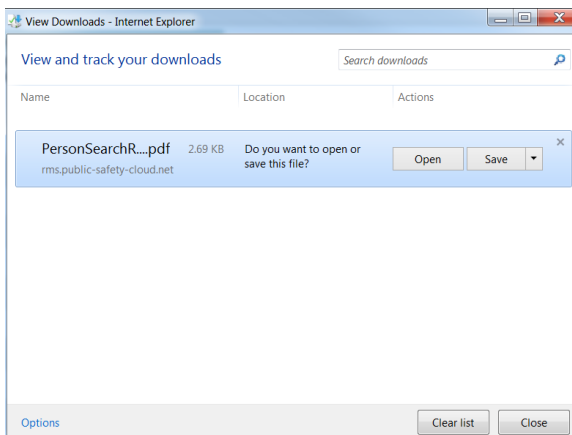 View Downloads - Internet Explorer
View and track your downloads
Search downloads
Name Location Actions
PersonSearchR....pdf 2.69 KB Do you want to open or save this file? Open Save
rms.public-safety-cloud.net
Options Clear list Close